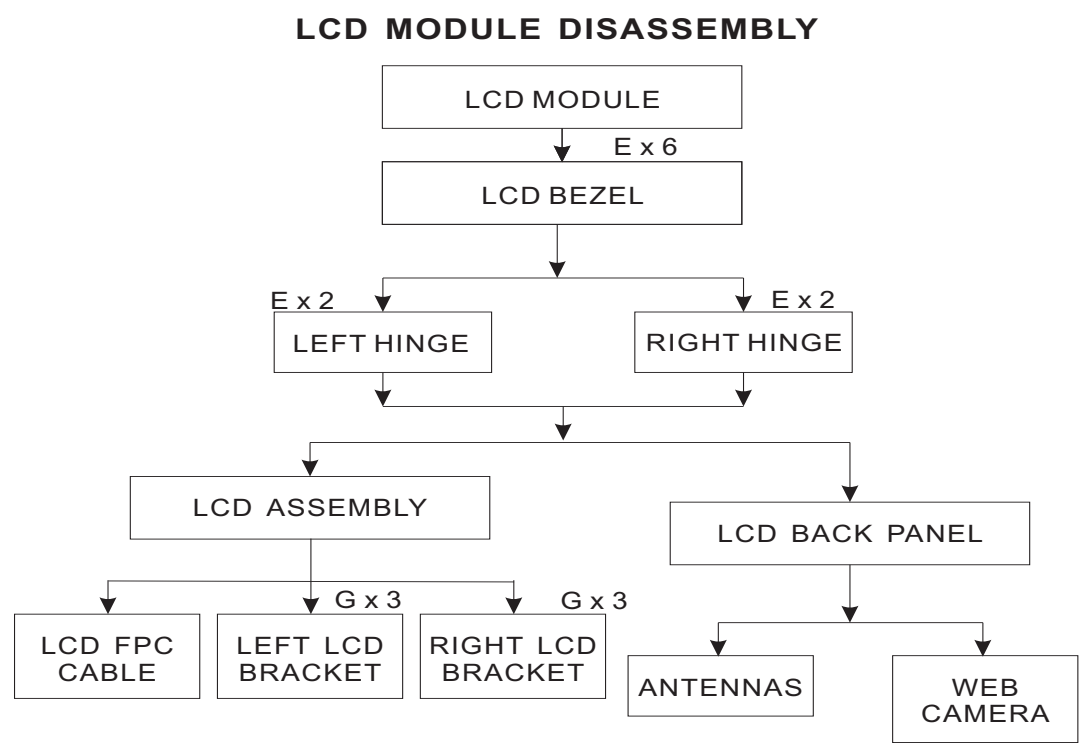 LCD MODULE DISASSEMBLY
LCD MODULE
E x 6
LCD BEZEL
E x 2
E x 2
LEFT HINGE
RIGHT HINGE
LCD ASSEMBLY
LCD BACK PANEL
G x 3
G x 3
LCD FPC
CABLE
LEFT LCD
BRACKET
RIGHT LCD
BRACKET
ANTENNAS
WEB
CAMERA